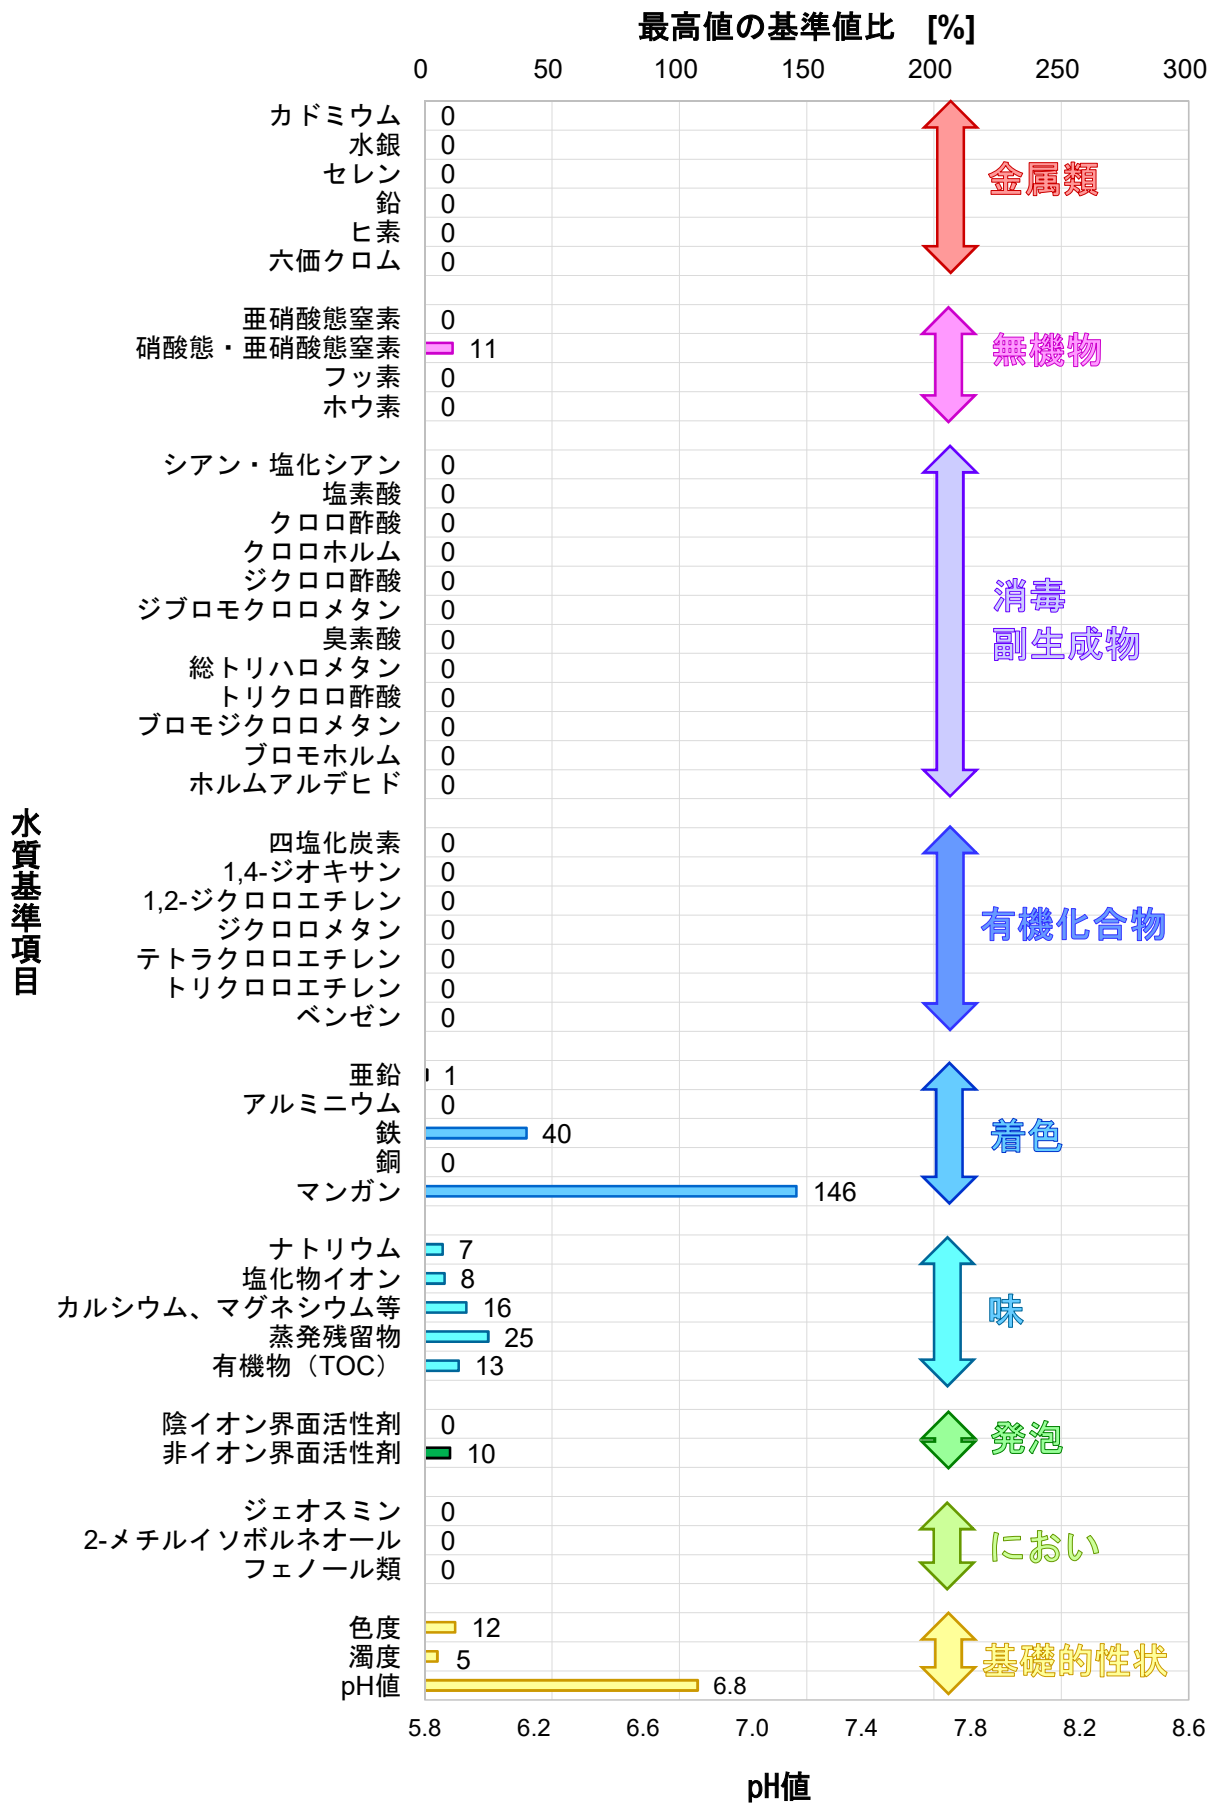 最高値の基準値比　[%]
0 50 100 150 200 250 300
カドミウム 0
水銀 0
セレン 0
鉛 0
ヒ素 0
六価クロム 0
金属類
亜硝酸態窒素 0
硝酸態・亜硝酸態窒素 11
フッ素 0
ホウ素 0
無機物
シアン・塩化シアン 0
塩素酸 0
クロロ酢酸 0
クロロホルム 0
ジクロロ酢酸 0
ジブロモクロロメタン 0
臭素酸 0
総トリハロメタン 0
トリクロロ酢酸 0
ブロモジクロロメタン 0
ブロモホルム 0
ホルムアルデヒド 0
消毒
副生成物
水質基準項目
四塩化炭素 0
1,4-ジオキサン 0
1,2-ジクロロエチレン 0
ジクロロメタン 0
テトラクロロエチレン 0
トリクロロエチレン 0
ベンゼン 0
有機化合物
亜鉛 1
アルミニウム 0
鉄 40
銅 0
マンガン 146
着色
ナトリウム 7
塩化物イオン 8
カルシウム、マグネシウム等 16
蒸発残留物 25
有機物（TOC） 13
味
陰イオン界面活性剤 0
非イオン界面活性剤 10
発泡
ジェオスミン 0
2-メチルイソボルネオール 0
フェノール類 0
におい
色度 12
濁度 5
pH値 6.8
基礎的性状
5.8 6.2 6.6 7.0 7.4 7.8 8.2 8.6
pH値